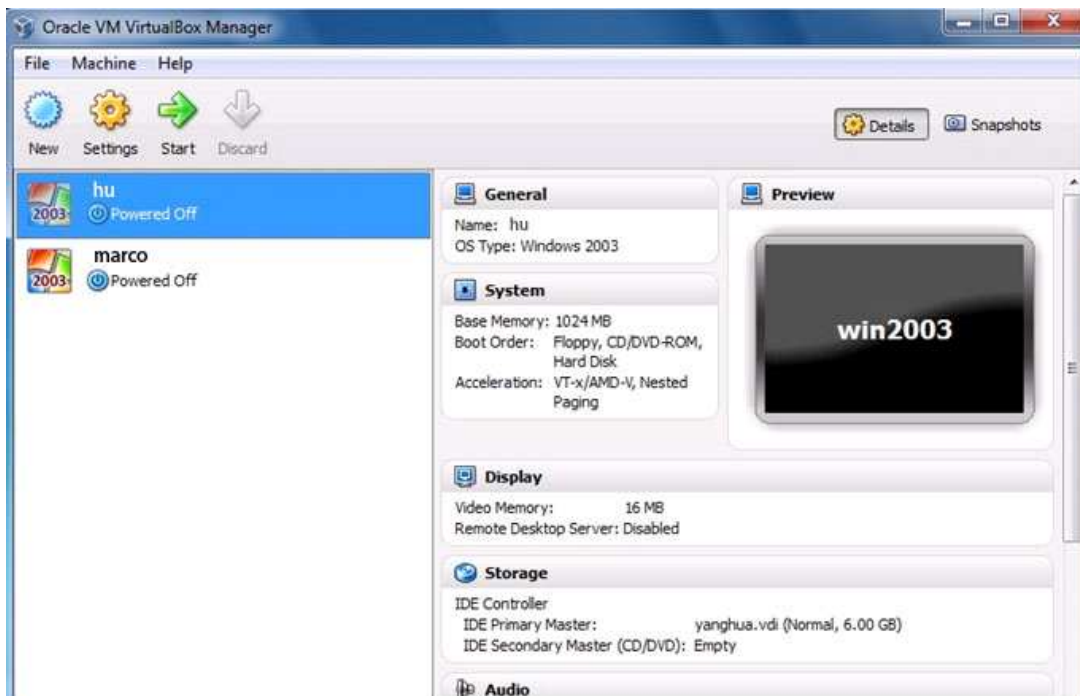 Oracle VM VirtualBox Manager
File Machine Help
New Settings Start Discard
Details Snapshots
2003
hu
Powered Off
2003
marco
Powered Off
General
Name: hu
OS Type: Windows 2003
System
Base Memory: 1024 MB
Boot Order: Floppy, CD/DVD-ROM,
Hard Disk
Acceleration: VT-x/AMD-V, Nested
Paging
Preview
win2003
Display
Video Memory: 16 MB
Remote Desktop Server: Disabled
Storage
IDE Controller
IDE Primary Master: yanghua.vdi (Normal, 6.00 GB)
IDE Secondary Master (CD/DVD): Empty
Audio